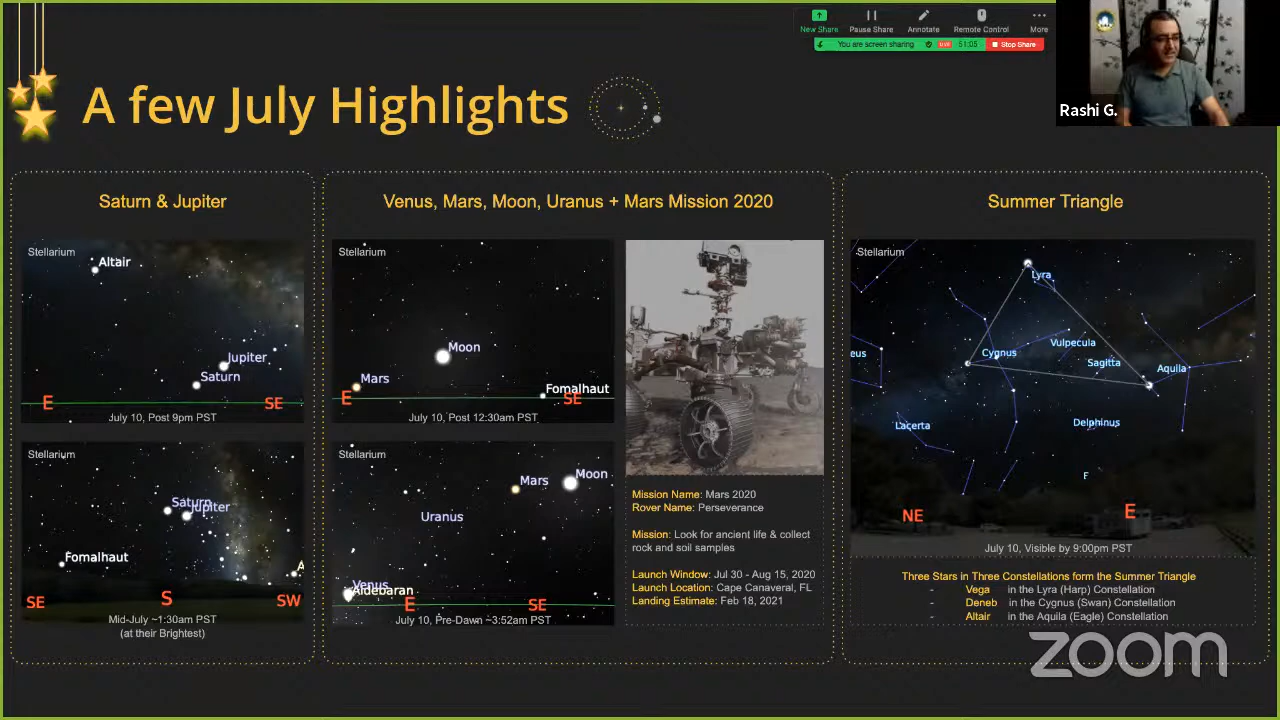 New Share
Pause Share
Annotate
Remote Control
More
You are screen sharing
LIVE
51:05
Stop Share
Rashi G.
A few July Highlights
Saturn & Jupiter
Stellarium
Altair
Jupiter
Saturn
E
SE
July 10, Post 9pm PST
Stellarium
Saturn
Jupiter
Fomalhaut
A
SE
S
SW
Mid-July ~1:30am PST
(at their Brightest)
Venus, Mars, Moon, Uranus + Mars Mission 2020
Stellarium
Moon
Mars
Fomalhaut
E
SE
July 10, Post 12:30am PST
Stellarium
Moon
Mars
Uranus
Venus
Aldebaran
E
SE
July 10, Pre-Dawn ~3:52am PST
Mission Name: Mars 2020
Rover Name: Perseverance
Mission: Look for ancient life & collect
rock and soil samples
Launch Window: Jul 30 - Aug 15, 2020
Launch Location: Cape Canaveral, FL
Landing Estimate: Feb 18, 2021
Summer Triangle
Stellarium
Lyra
Vulpecula
eus
Cygnus
Sagitta
Aquila
Lacerta
Delphinus
F
NE
E
July 10, Visible by 9:00pm PST
Three Stars in Three Constellations form the Summer Triangle
- Vega in the Lyra (Harp) Constellation
- Deneb in the Cygnus (Swan) Constellation
- Altair in the Aquila (Eagle) Constellation
zoom